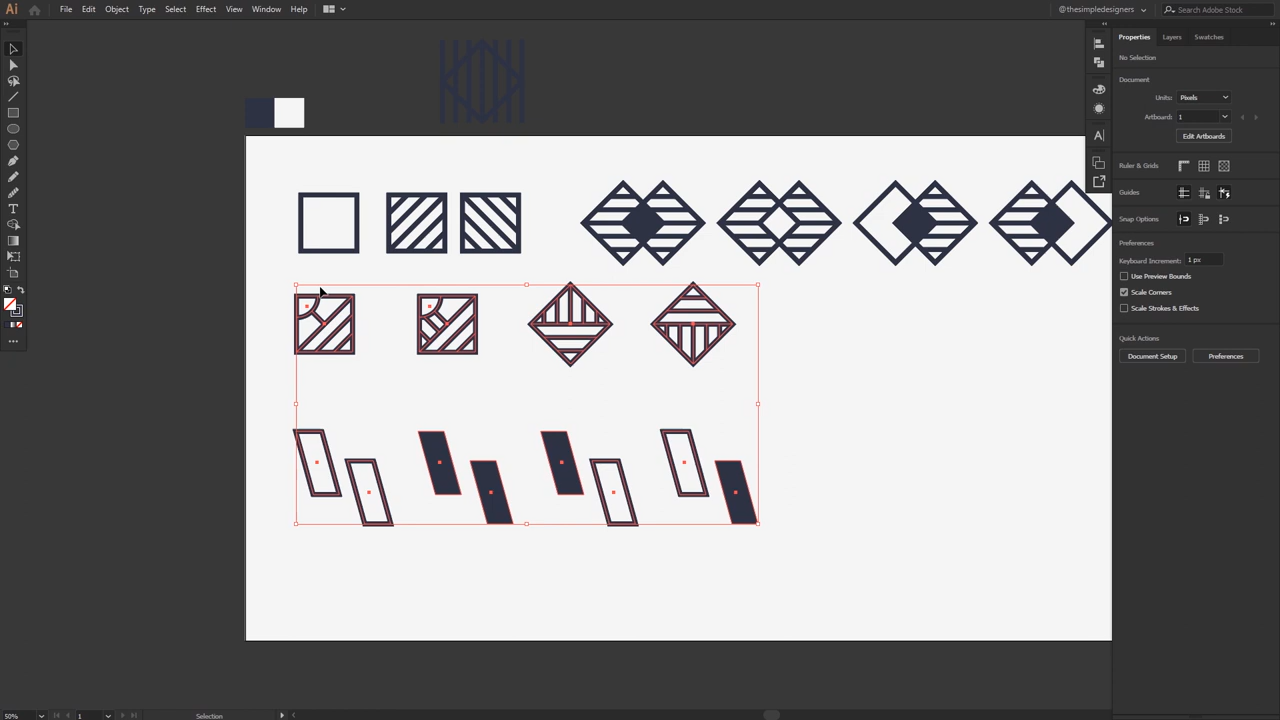 Ai File Edit Object Type Select Effect View Window Help @thesimpledesigners Search Adobe Stock
Properties Layers Swatches
No Selection
Document
Units: Pixels
Artboard: 1
Edit Artboards
Ruler & Grids
Guides
Snap Options
Preferences
Keyboard Increment: 1 px
Use Preview Bounds
Scale Corners
Scale Strokes & Effects
Quick Actions
Document Setup Preferences
50% 1 Selection